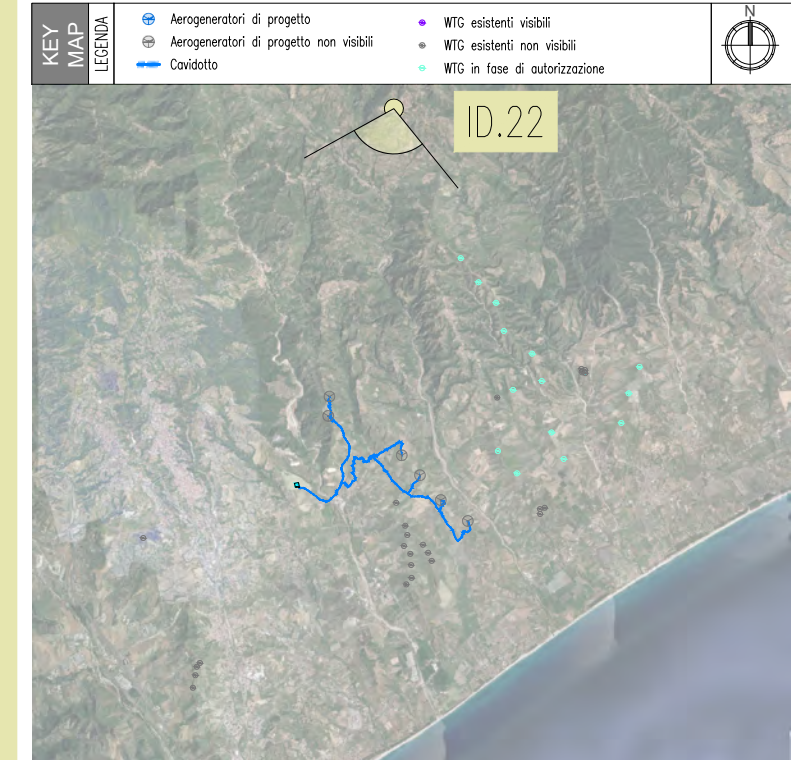 KEY
MAP
LEGENDA
Aerogeneratori di progetto
Aerogeneratori di progetto non visibili
Cavidotto
WTG esistenti visibili
WTG esistenti non visibili
WTG in fase di autorizzazione
N
ID.22